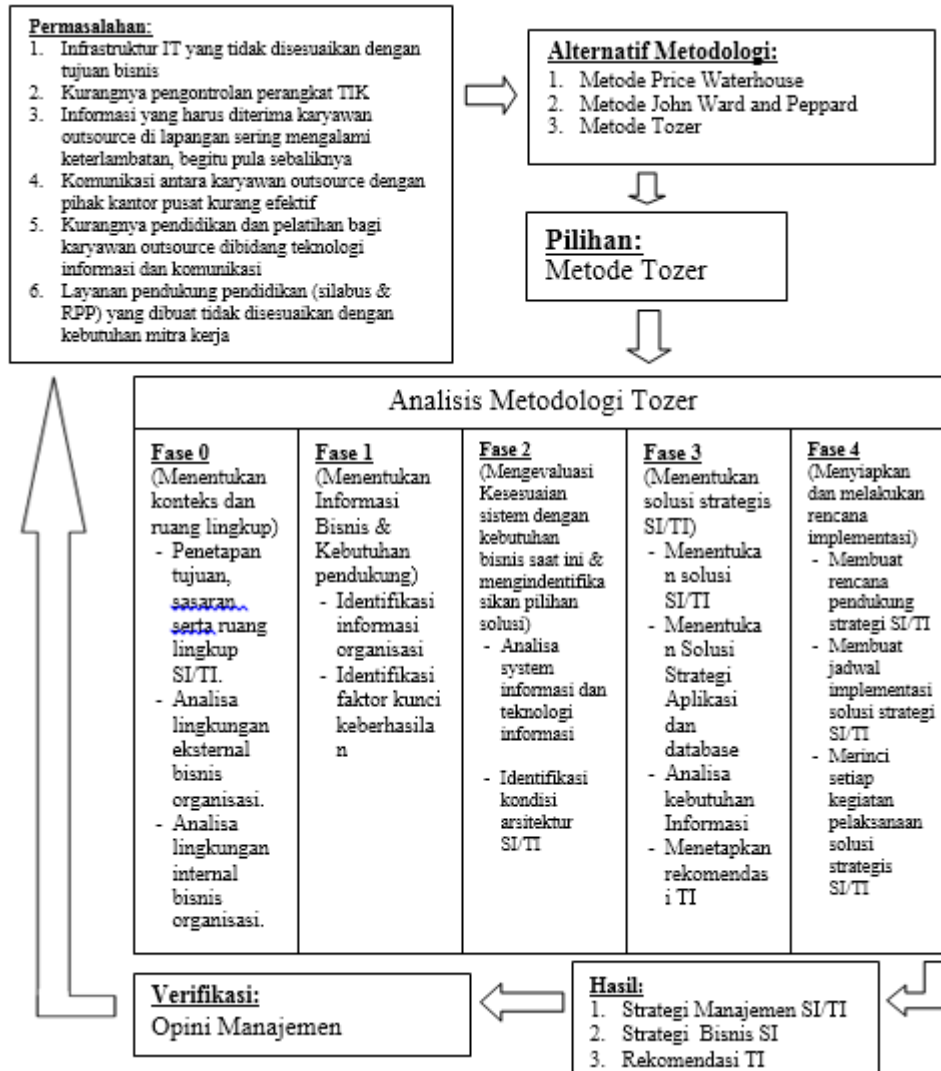 Permasalahan:
1. Infrastruktur IT yang tidak disesuaikan dengan
tujuan bisnis
2. Kurangnya pengontrolan perangkat TIK
3. Informasi yang harus diterima karyawan
outsource di lapangan sering mengalami
keterlambatan, begitu pula sebaliknya
4. Komunikasi antara karyawan outsource dengan
pihak kantor pusat kurang efektif
5. Kurangnya pendidikan dan pelatihan bagi
karyawan outsource dibidang teknologi
informasi dan komunikasi
6. Layanan pendukung pendidikan (silabus &
RPP) yang dibuat tidak disesuaikan dengan
kebutuhan mitra kerja
Alternatif Metodologi:
1. Metode Price Waterhouse
2. Metode John Ward and Peppard
3. Metode Tozer
Pilihan:
Metode Tozer
Analisis Metodologi Tozer
Fase 0
(Menentukan
konteks dan
ruang lingkup)
- Penetapan
tujuan,
sasaran
serta ruang
lingkup
SI/TI.
- Analisa
lingkungan
eksternal
bisnis
organisasi.
- Analisa
lingkungan
internal
bisnis
organisasi.
Fase 1
(Menentukan
Informasi
Bisnis &
Kebutuhan
pendukung)
- Identifikasi
informasi
organisasi
- Identifikasi
faktor kunci
keberhasila
n
Fase 2
(Mengevaluasi
Kesesuaian
sistem dengan
kebutuhan
bisnis saat ini &
mengindentifika
sikan pilihan
solusi)
- Analisa
system
informasi dan
teknologi
informasi
- Identifikasi
kondisi
arsitektur
SI/TI
Fase 3
(Menentukan
solusi strategis
SI/TI)
- Menentuka
n solusi
SI/TI
- Menentuka
n Solusi
Strategi
Aplikasi
dan
database
- Analisa
kebutuhan
Informasi
- Menetapkan
rekomendas
i TI
Fase 4
(Menyiapkan
dan melakukan
rencana
implementasi)
- Membuat
rencana
pendukung
strategi SI/TI
- Membuat
jadwal
implementasi
solusi strategi
SI/TI
- Merinci
setiap
kegiatan
pelaksanaan
solusi
strategis
SI/TI
Verifikasi:
Opini Manajemen
Hasil:
1. Strategi Manajemen SI/TI
2. Strategi Bisnis SI
3. Rekomendasi TI